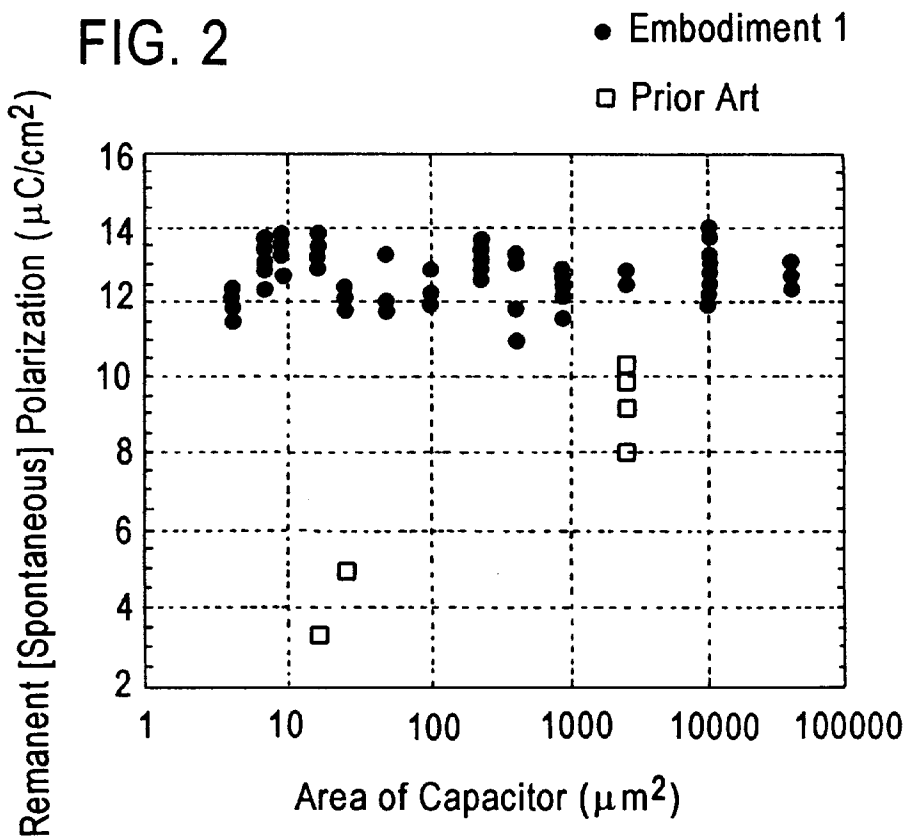 FIG. 2
● Embodiment 1
□ Prior Art
Remanent [Spontaneous] Polarization (μC/cm²)
16
14
12
10
8
6
4
2
1 10 100 1000 10000 100000
Area of Capacitor (μm²)